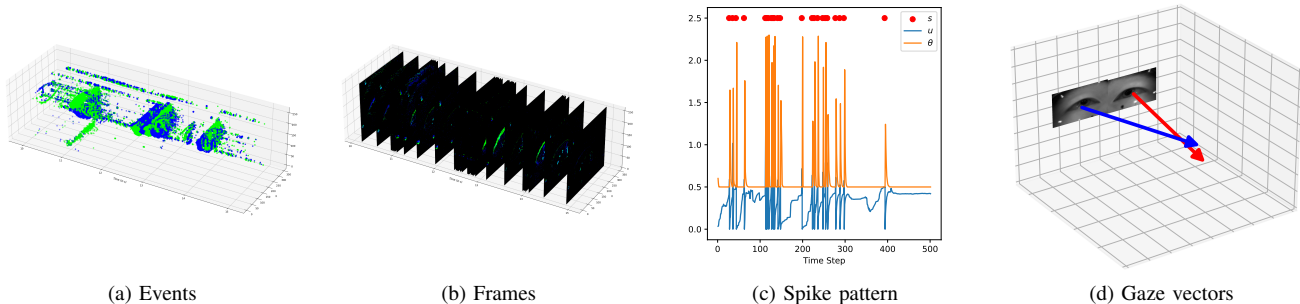 2.5
2.0
1.5
1.0
0.5
0.0
s
u
θ
0 100 200 300 400 500
Time Step
(a) Events
(b) Frames
(c) Spike pattern
(d) Gaze vectors